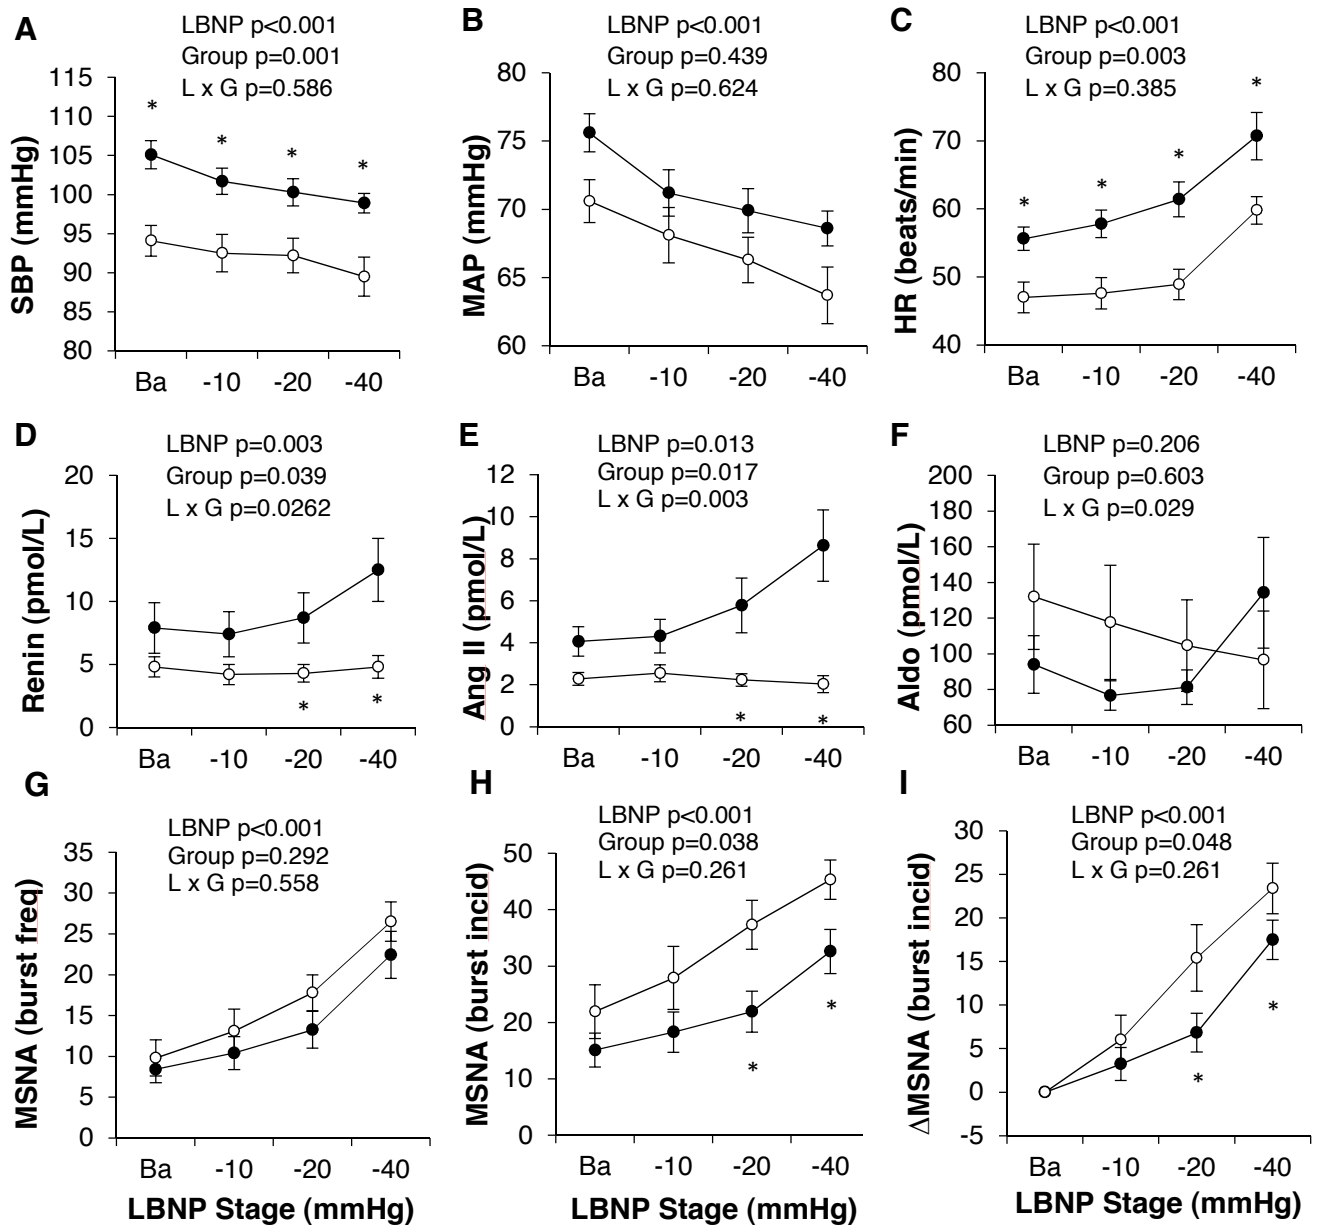 A
LBNP p<0.001
Group p=0.001
L x G p=0.586
SBP (mmHg)
115
110
105
100
95
90
85
80
*
*
*
*
Ba -10 -20 -40
B
LBNP p<0.001
Group p=0.439
L x G p=0.624
MAP (mmHg)
80
75
70
65
60
Ba -10 -20 -40
C
LBNP p<0.001
Group p=0.003
L x G p=0.385
HR (beats/min)
80
70
60
50
40
*
*
*
*
Ba -10 -20 -40
D
LBNP p=0.003
Group p=0.039
L x G p=0.0262
Renin (pmol/L)
20
15
10
5
0
*
*
Ba -10 -20 -40
E
LBNP p=0.013
Group p=0.017
L x G p=0.003
Ang II (pmol/L)
12
10
8
6
4
2
0
*
*
Ba -10 -20 -40
F
LBNP p=0.206
Group p=0.603
L x G p=0.029
Aldo (pmol/L)
200
180
160
140
120
100
80
60
Ba -10 -20 -40
G
LBNP p<0.001
Group p=0.292
L x G p=0.558
MSNA (burst freq)
35
30
25
20
15
10
5
0
Ba -10 -20 -40
LBNP Stage (mmHg)
H
LBNP p<0.001
Group p=0.038
L x G p=0.261
MSNA (burst incid)
50
40
30
20
10
0
*
*
Ba -10 -20 -40
LBNP Stage (mmHg)
I
LBNP p<0.001
Group p=0.048
L x G p=0.261
ΔMSNA (burst incid)
30
25
20
15
10
5
0
-5
*
*
Ba -10 -20 -40
LBNP Stage (mmHg)